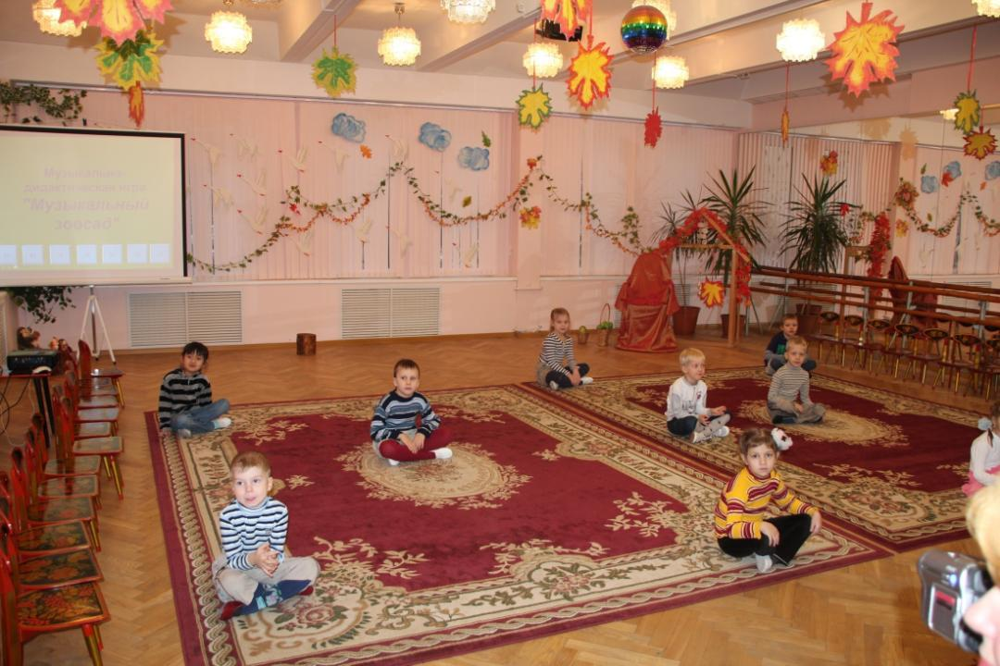 Музыкально-
дидактическая игра
"Музыкальный
зоосад"